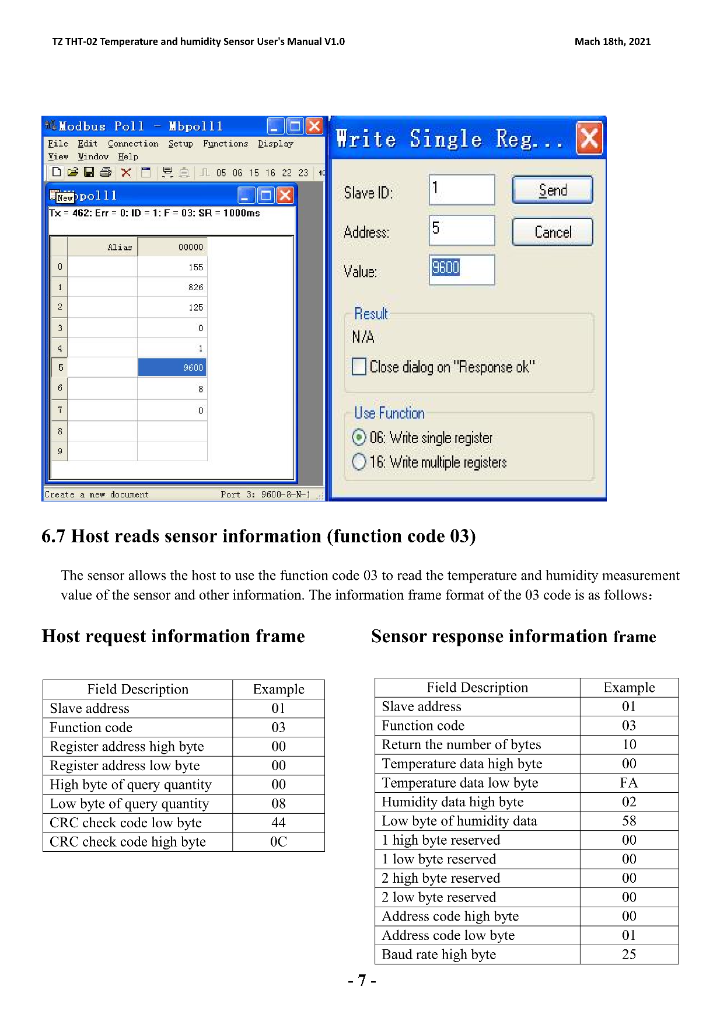 TZ THT-02 Temperature and humidity Sensor User's Manual V1.0 Mach 18th, 2021
Modbus Poll - Mbpoll1
File Edit Connection Setup Functions Display
View Window Help
05 06 15 16 22 23
New
poll1
Tx = 462: Err = 0: ID = 1: F = 03: SR = 1000ms
Alias 00000
0 155
1 826
2 125
3 0
4 1
5 9600
6 8
7 0
8
9
Create a new document Port 3: 9600-8-N-1
Write Single Reg...
Slave ID: 1 Send
Address: 5 Cancel
Value: 9600
Result
N/A
Close dialog on "Response ok"
Use Function
06: Write single register
16: Write multiple registers
6.7 Host reads sensor information (function code 03)
The sensor allows the host to use the function code 03 to read the temperature and humidity measurement
value of the sensor and other information. The information frame format of the 03 code is as follows：
Host request information frame
Field Description Example
Slave address 01
Function code 03
Register address high byte 00
Register address low byte 00
High byte of query quantity 00
Low byte of query quantity 08
CRC check code low byte 44
CRC check code high byte 0C
Sensor response information frame
Field Description Example
Slave address 01
Function code 03
Return the number of bytes 10
Temperature data high byte 00
Temperature data low byte FA
Humidity data high byte 02
Low byte of humidity data 58
1 high byte reserved 00
1 low byte reserved 00
2 high byte reserved 00
2 low byte reserved 00
Address code high byte 00
Address code low byte 01
Baud rate high byte 25
- 7 -